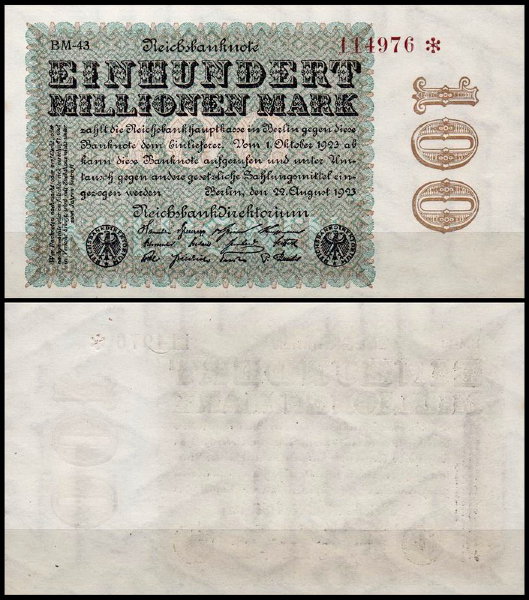 BM-43 Reichsbanknote 114976 *
EINHUNDERT
MILLIONEN MARK
zahlt die Reichsbankhauptkasse in Berlin gegen diese
Banknote dem Einlieferer. Vom 1. Oktober 1923 ab
kann diese Banknote aufgerufen und unter Um-
tausch gegen andere gesetzliche Zahlungsmittel ein-
gezogen werden Berlin, den 22. August 1923
Reichsbankdirektorium
100